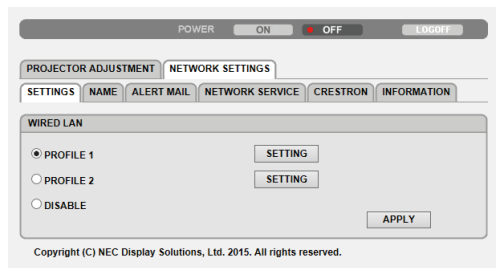 POWER ON OFF LOGOFF
PROJECTOR ADJUSTMENT NETWORK SETTINGS
SETTINGS NAME ALERT MAIL NETWORK SERVICE CRESTRON INFORMATION
WIRED LAN
PROFILE 1 SETTING
PROFILE 2 SETTING
DISABLE
APPLY
Copyright (C) NEC Display Solutions, Ltd. 2015. All rights reserved.